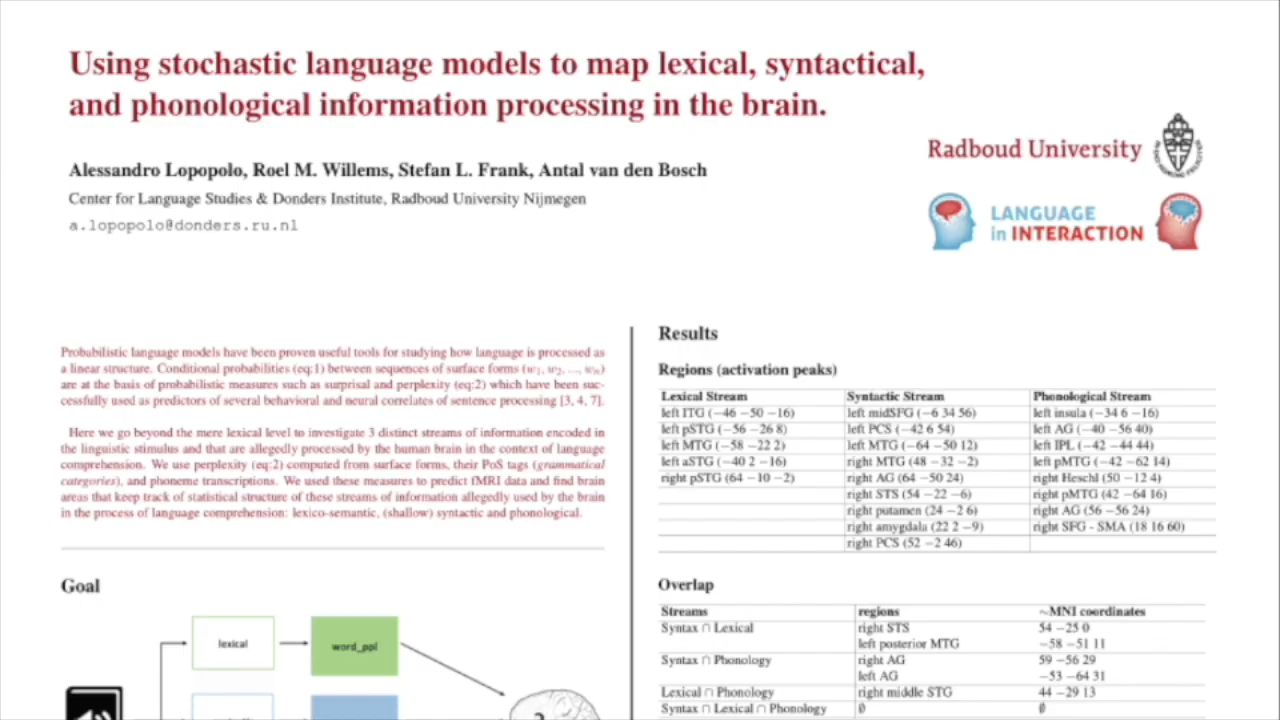 Using stochastic language models to map lexical, syntactical,
and phonological information processing in the brain.
Alessandro Lopopolo, Roel M. Willems, Stefan L. Frank, Antal van den Bosch
Center for Language Studies & Donders Institute, Radboud University Nijmegen
a.lopopolo@donders.ru.nl
Radboud University
LANGUAGE
in INTERACTION
Probabilistic language models have been proven useful tools for studying how language is processed as
a linear structure. Conditional probabilities (eq:1) between sequences of surface forms (w₁, w₂, ..., wₙ)
are at the basis of probabilistic measures such as surprisal and perplexity (eq:2) which have been suc-
cessfully used as predictors of several behavioral and neural correlates of sentence processing [3, 4, 7].
Here we go beyond the mere lexical level to investigate 3 distinct streams of information encoded in
the linguistic stimulus and that are allegedly processed by the human brain in the context of language
comprehension. We use perplexity (eq:2) computed from surface forms, their PoS tags (grammatical
categories), and phoneme transcriptions. We used these measures to predict fMRI data and find brain
areas that keep track of statistical structure of these streams of information allegedly used by the brain
in the process of language comprehension: lexico-semantic, (shallow) syntactic and phonological.
Goal
lexical
word_ppl
Results
Regions (activation peaks)
Lexical Stream Syntactic Stream Phonological Stream
left ITG (−46 −50 −16) left midSFG (−6 34 56) left insula (−34 6 −16)
left pSTG (−56 −26 8) left PCS (−42 6 54) left AG (−40 −56 40)
left MTG (−58 −22 2) left MTG (−64 −50 12) left IPL (−42 −44 44)
left aSTG (−40 2 −16) right MTG (48 −32 −2) left pMTG (−42 −62 14)
right pSTG (64 −10 −2) right AG (64 −50 24) right Heschl (50 −12 4)
right STS (54 −22 −6) right pMTG (42 −64 16)
right putamen (24 −2 6) right AG (56 −56 24)
right amygdala (22 2 −9) right SFG - SMA (18 16 60)
right PCS (52 −2 46)
Overlap
Streams regions ∼MNI coordinates
Syntax ∩ Lexical right STS 54 −25 0
left posterior MTG −58 −51 11
Syntax ∩ Phonology right AG 59 −56 29
left AG −53 −64 31
Lexical ∩ Phonology right middle STG 44 −29 13
Syntax ∩ Lexical ∩ Phonology ∅ ∅